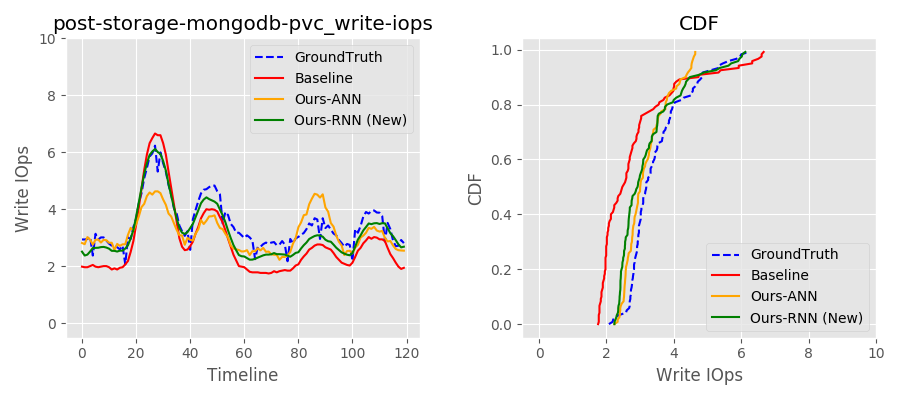 post-storage-mongodb-pvc_write-iops
10
8
6
4
2
0
Write IOps
0
20
40
60
80
100
120
Timeline
GroundTruth
Baseline
Ours-ANN
Ours-RNN (New)
CDF
1.0
0.8
0.6
0.4
0.2
0.0
CDF
0
2
4
6
8
10
Write IOps
GroundTruth
Baseline
Ours-ANN
Ours-RNN (New)